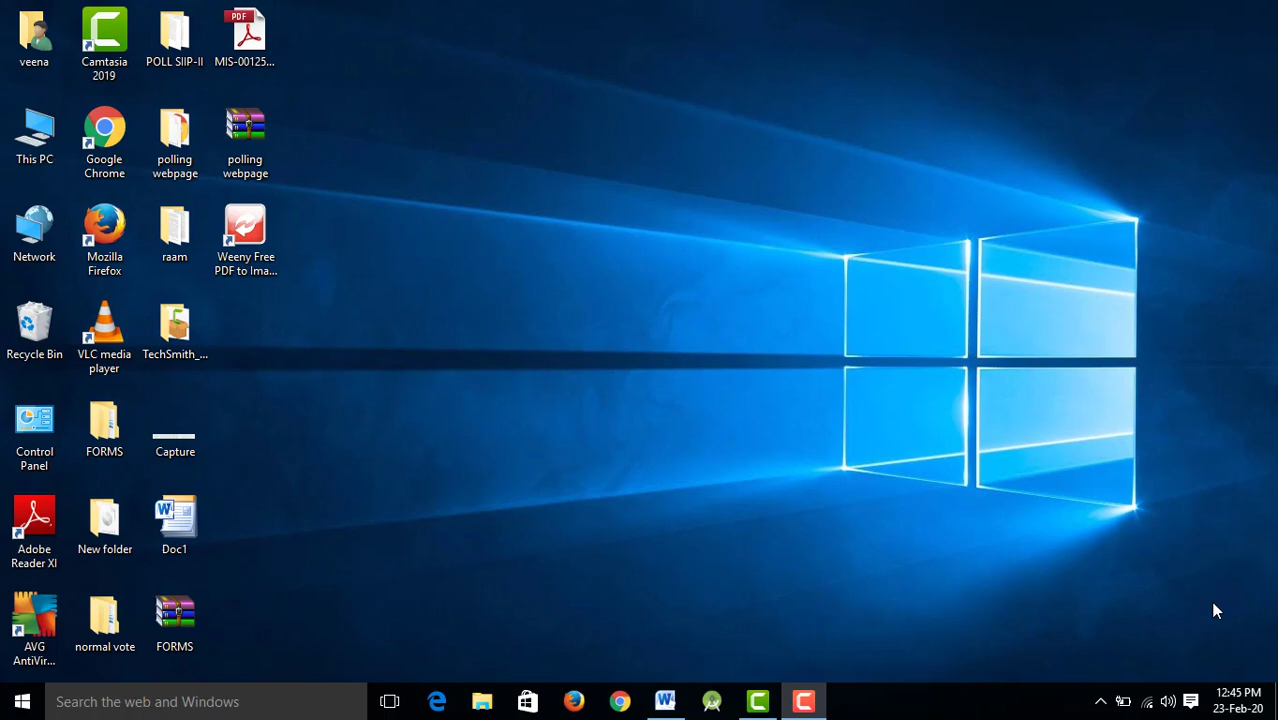 veena
Camtasia
2019
POLL SIIP-II
PDF
MIS-00125...
This PC
Google
Chrome
polling
webpage
polling
webpage
Network
Mozilla
Firefox
raam
Weeny Free
PDF to Ima...
Recycle Bin
VLC media
player
TechSmith_...
Control
Panel
FORMS
Capture
Adobe
Reader XI
New folder
Doc1
AVG
AntiVir...
normal vote
FORMS
Search the web and Windows
12:45 PM
23-Feb-20